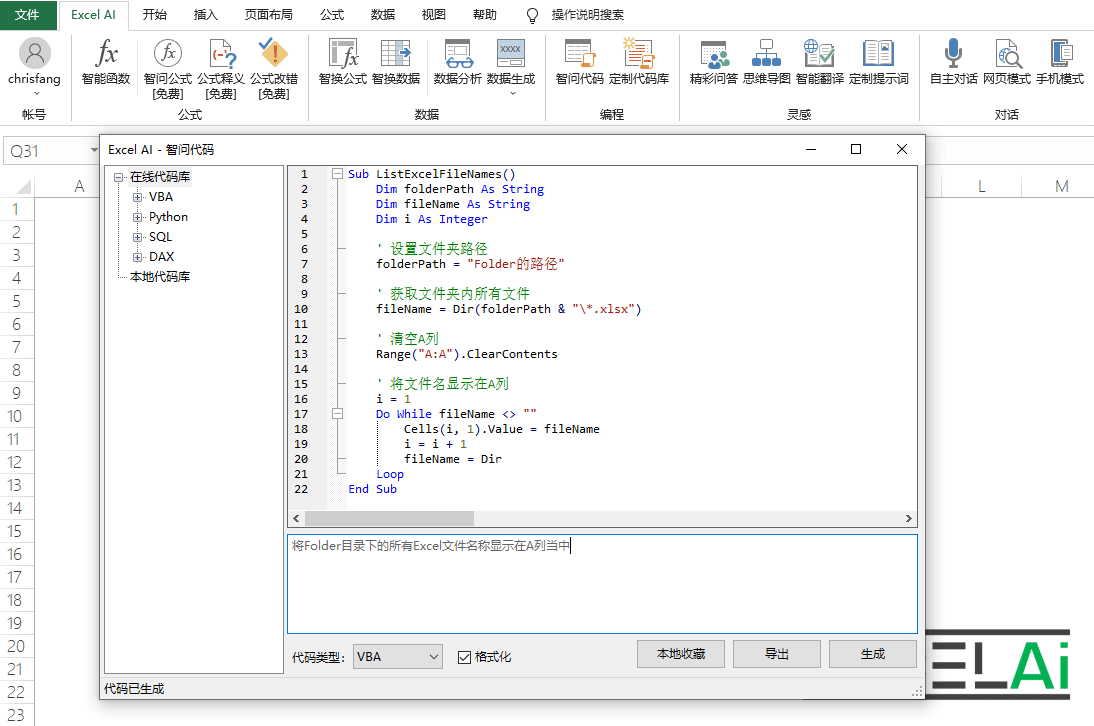 文件 Excel AI 开始 插入 页面布局 公式 数据 视图 帮助 操作说明搜索
chrisfang 智能函数 智问公式 公式释义 公式改错 智换公式 智换数据 数据分析 数据生成 智问代码 定制代码库 精彩问答 思维导图 智能翻译 定制提示词 自主对话 网页模式 手机模式
[免费] [免费] [免费]
帐号 公式 数据 编程 灵感 对话
Q31
Excel AI - 智问代码
A L M
在线代码库
VBA
Python
SQL
DAX
本地代码库
1 Sub ListExcelFileNames()
2 Dim folderPath As String
3 Dim fileName As String
4 Dim i As Integer
5
6 ' 设置文件夹路径
7 folderPath = "Folder的路径"
8
9 ' 获取文件夹内所有文件
10 fileName = Dir(folderPath & "\*.xlsx")
11
12 ' 清空A列
13 Range("A:A").ClearContents
14
15 ' 将文件名显示在A列
16 i = 1
17 Do While fileName <> ""
18 Cells(i, 1).Value = fileName
19 i = i + 1
20 fileName = Dir
21 Loop
22 End Sub
将Folder目录下的所有Excel文件名称显示在A列当中
代码类型: VBA 格式化 本地收藏 导出 生成
代码已生成
1
2
3
4
5
6
7
8
9
10
11
12
13
14
15
16
17
18
19
20
21
22
23
ELAi